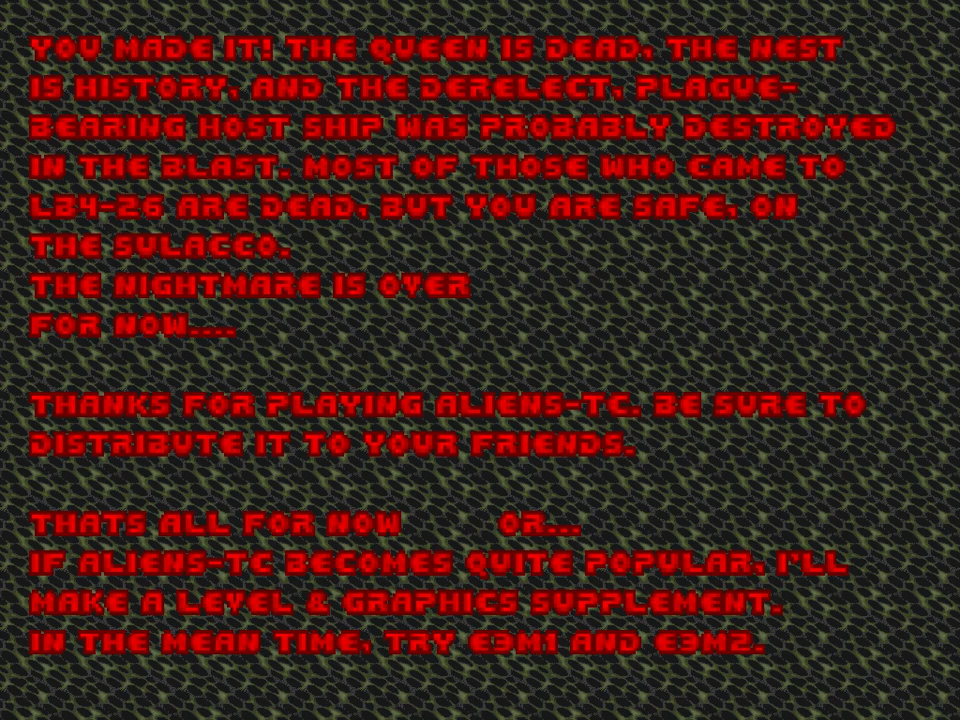 YOU MADE IT! THE QUEEN IS DEAD, THE NEST
IS HISTORY, AND THE DERELECT, PLAGUE-
BEARING HOST SHIP WAS PROBABLY DESTROYED
IN THE BLAST. MOST OF THOSE WHO CAME TO
LB4-26 ARE DEAD, BUT YOU ARE SAFE, ON
THE SULACCO.
THE NIGHTMARE IS OVER
FOR NOW....
THANKS FOR PLAYING ALIENS-TC. BE SURE TO
DISTRIBUTE IT TO YOUR FRIENDS.
THATS ALL FOR NOW OR...
IF ALIENS-TC BECOMES QUITE POPULAR, I'LL
MAKE A LEVEL & GRAPHICS SUPPLEMENT.
IN THE MEAN TIME, TRY E3M1 AND E3M2.